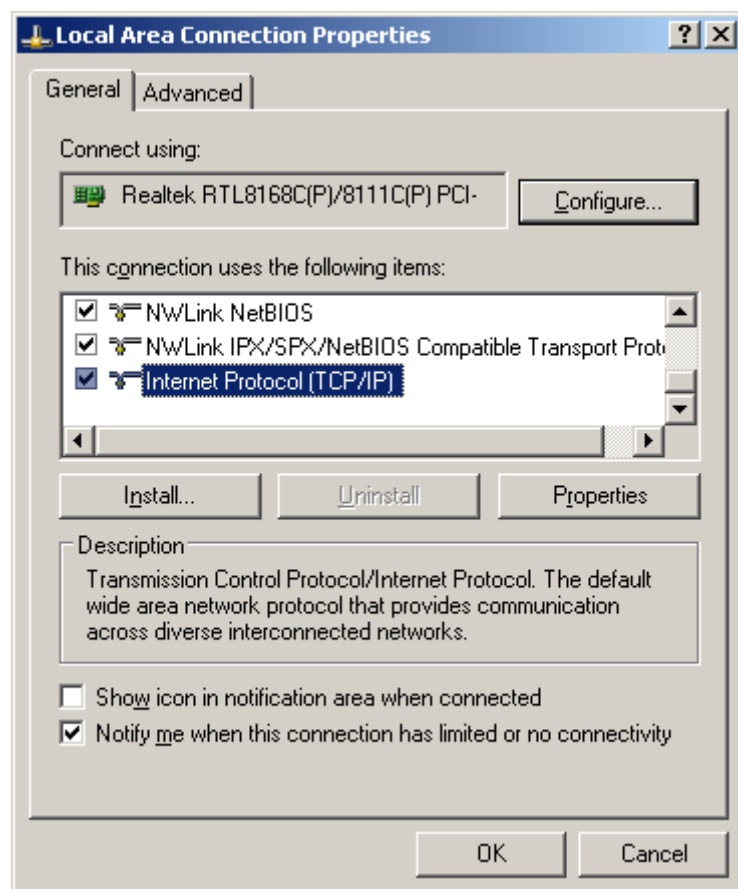 Local Area Connection Properties
General
Advanced
Connect using:
Realtek RTL8168C(P)/8111C(P) PCI-
Configure...
This connection uses the following items:
NWLink NetBIOS
NWLink IPX/SPX/NetBIOS Compatible Transport Prot
Internet Protocol (TCP/IP)
Install...
Uninstall
Properties
Description
Transmission Control Protocol/Internet Protocol. The default
wide area network protocol that provides communication
across diverse interconnected networks.
Show icon in notification area when connected
Notify me when this connection has limited or no connectivity
OK
Cancel